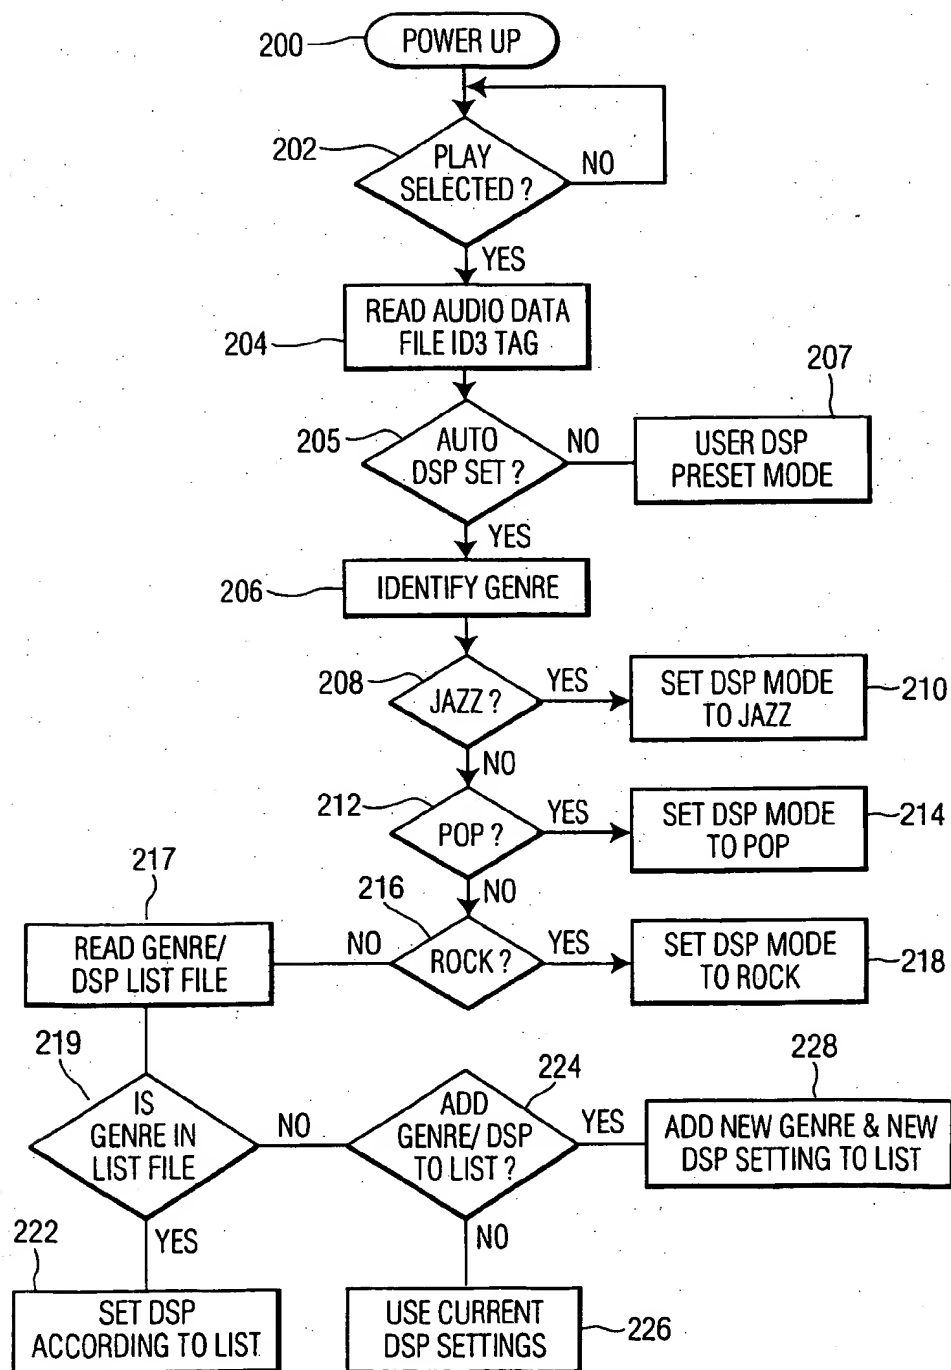 200
POWER UP
202
PLAY
SELECTED ?
NO
YES
204
READ AUDIO DATA
FILE ID3 TAG
205
AUTO
DSP SET ?
NO
207
USER DSP
PRESET MODE
YES
206
IDENTIFY GENRE
208
JAZZ ?
YES
SET DSP MODE
TO JAZZ
210
NO
212
POP ?
YES
SET DSP MODE
TO POP
214
NO
217
READ GENRE/
DSP LIST FILE
NO
216
ROCK ?
YES
SET DSP MODE
TO ROCK
218
219
IS
GENRE IN
LIST FILE
NO
224
ADD
GENRE/ DSP
TO LIST ?
YES
228
ADD NEW GENRE & NEW
DSP SETTING TO LIST
222
YES
SET DSP
ACCORDING TO LIST
NO
USE CURRENT
DSP SETTINGS
226